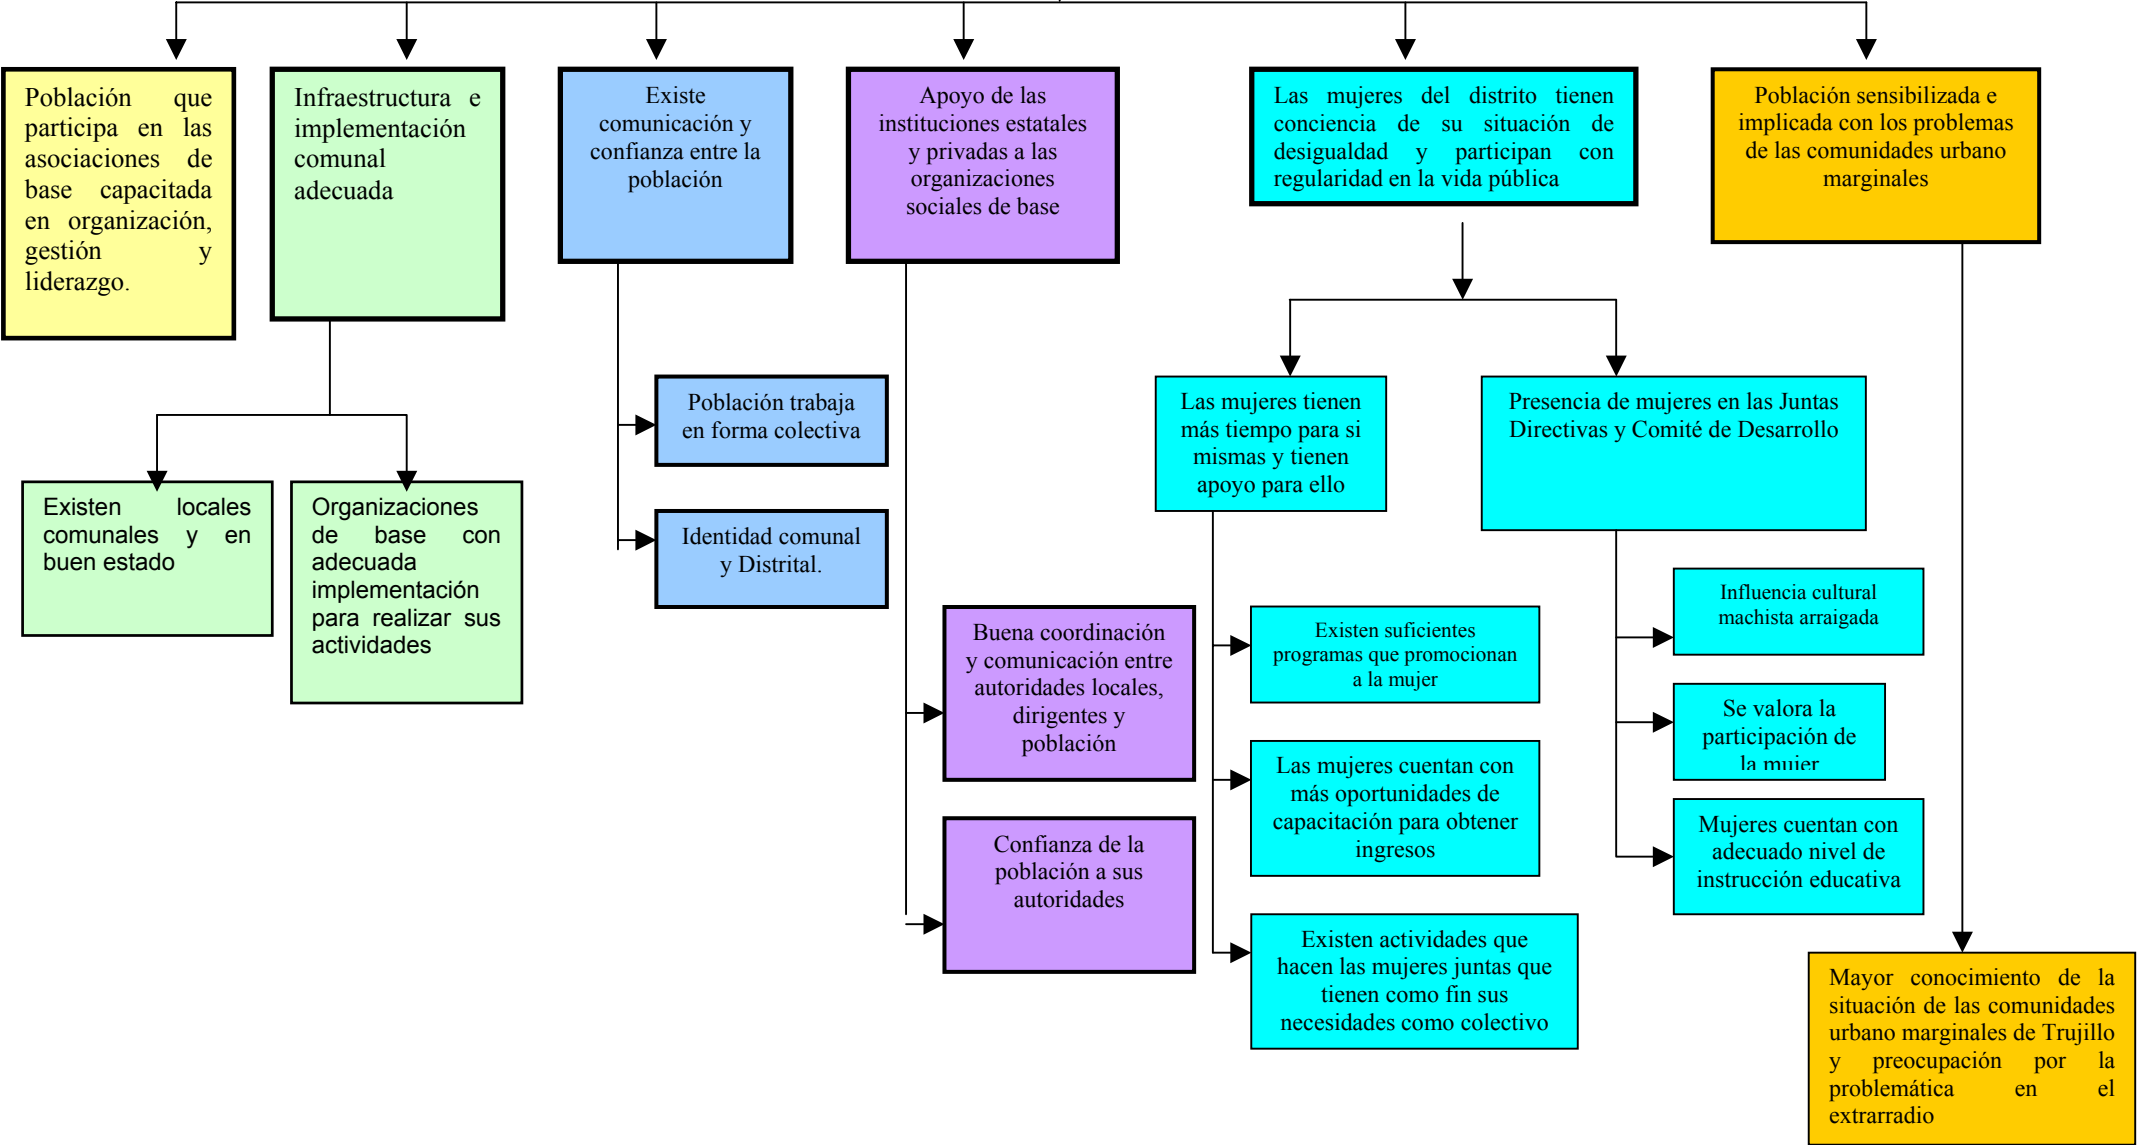 Población que
participa en las
asociaciones de
base capacitada
en organización,
gestión y
liderazgo.
Infraestructura e
implementación
comunal
adecuada
Existe
comunicación y
confianza entre la
población
Apoyo de las
instituciones estatales
y privadas a las
organizaciones
sociales de base
Las mujeres del distrito tienen
conciencia de su situación de
desigualdad y participan con
regularidad en la vida pública
Población sensibilizada e
implicada con los problemas
de las comunidades urbano
marginales
Población trabaja
en forma colectiva
Las mujeres tienen
más tiempo para si
mismas y tienen
apoyo para ello
Presencia de mujeres en las Juntas
Directivas y Comité de Desarrollo
Existen locales
comunales y en
buen estado
Organizaciones
de base con
adecuada
implementación
para realizar sus
actividades
Identidad comunal
y Distrital.
Buena coordinación
y comunicación entre
autoridades locales,
dirigentes y
población
Existen suficientes
programas que promocionan
a la mujer
Influencia cultural
machista arraigada
Se valora la
participación de
la mujer
Las mujeres cuentan con
más oportunidades de
capacitación para obtener
ingresos
Mujeres cuentan con
adecuado nivel de
instrucción educativa
Confianza de la
población a sus
autoridades
Existen actividades que
hacen las mujeres juntas que
tienen como fin sus
necesidades como colectivo
Mayor conocimiento de la
situación de las comunidades
urbano marginales de Trujillo
y preocupación por la
problemática en el
extrarradio